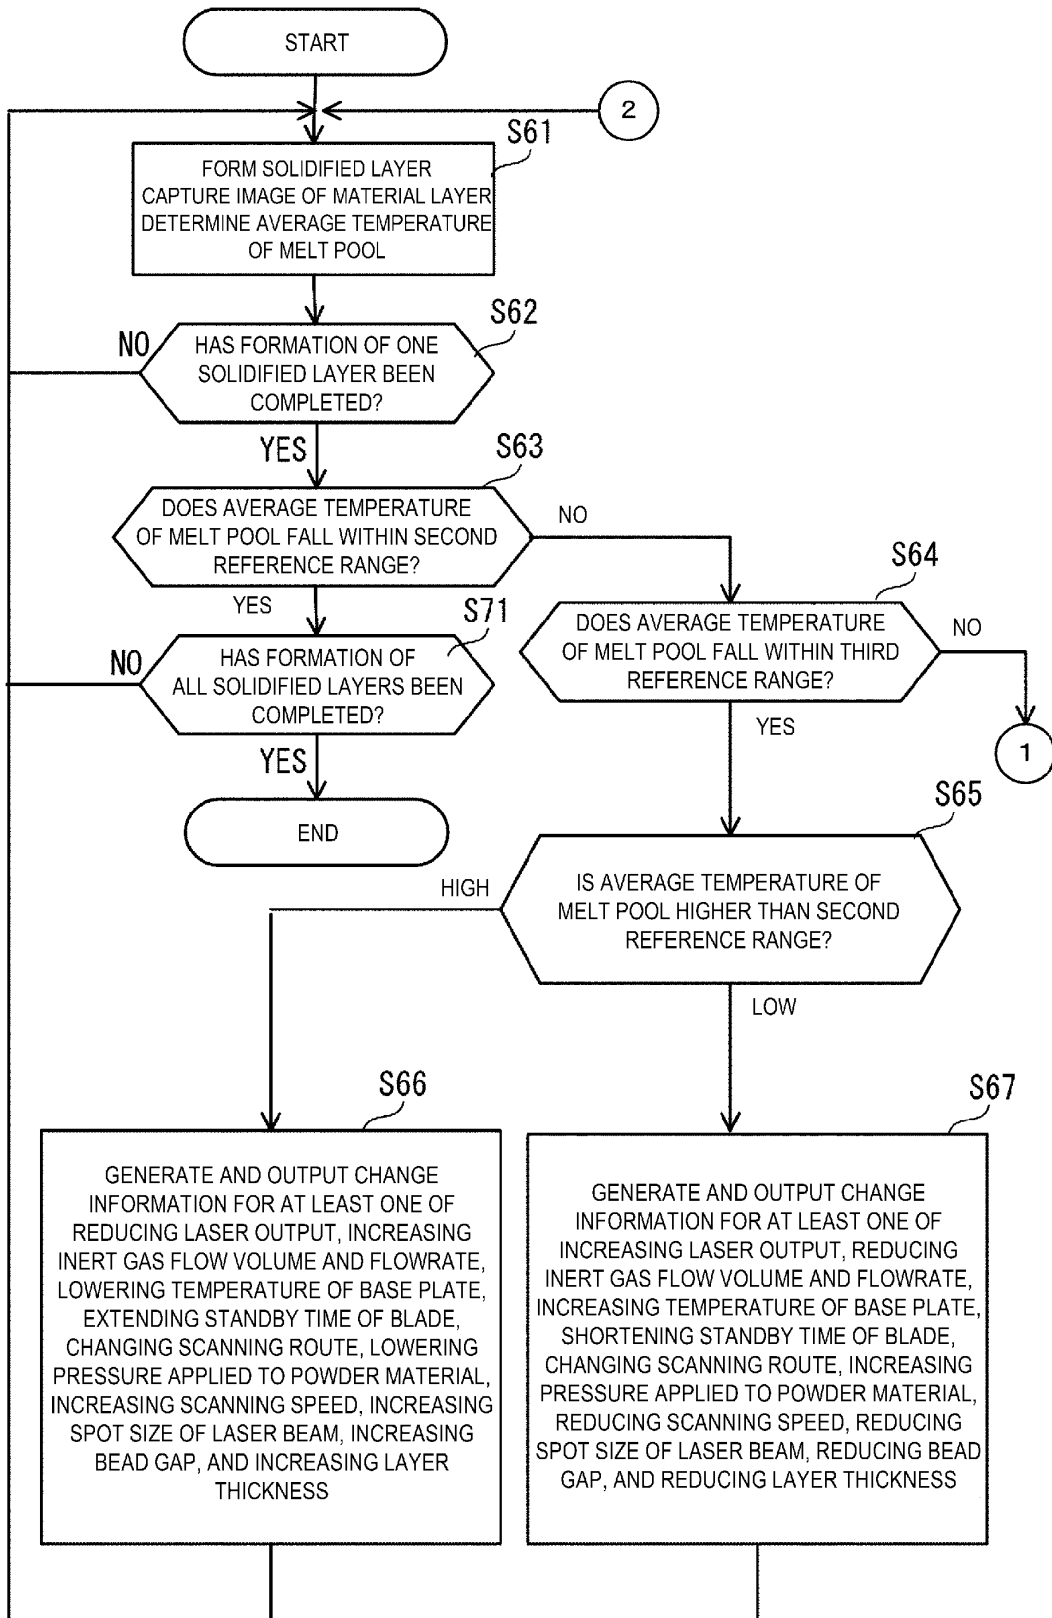 START
2
S61
FORM SOLIDIFIED LAYER
CAPTURE IMAGE OF MATERIAL LAYER
DETERMINE AVERAGE TEMPERATURE
OF MELT POOL
S62
NO
HAS FORMATION OF ONE
SOLIDIFIED LAYER BEEN
COMPLETED?
YES
S63
DOES AVERAGE TEMPERATURE
OF MELT POOL FALL WITHIN SECOND
REFERENCE RANGE?
NO
YES
S64
DOES AVERAGE TEMPERATURE
OF MELT POOL FALL WITHIN THIRD
REFERENCE RANGE?
NO
YES
1
S71
NO
HAS FORMATION OF
ALL SOLIDIFIED LAYERS BEEN
COMPLETED?
YES
END
S65
HIGH
IS AVERAGE TEMPERATURE OF
MELT POOL HIGHER THAN SECOND
REFERENCE RANGE?
LOW
S66
GENERATE AND OUTPUT CHANGE
INFORMATION FOR AT LEAST ONE OF
REDUCING LASER OUTPUT, INCREASING
INERT GAS FLOW VOLUME AND FLOWRATE,
LOWERING TEMPERATURE OF BASE PLATE,
EXTENDING STANDBY TIME OF BLADE,
CHANGING SCANNING ROUTE, LOWERING
PRESSURE APPLIED TO POWDER MATERIAL,
INCREASING SCANNING SPEED, INCREASING
SPOT SIZE OF LASER BEAM, INCREASING
BEAD GAP, AND INCREASING LAYER
THICKNESS
S67
GENERATE AND OUTPUT CHANGE
INFORMATION FOR AT LEAST ONE OF
INCREASING LASER OUTPUT, REDUCING
INERT GAS FLOW VOLUME AND FLOWRATE,
INCREASING TEMPERATURE OF BASE PLATE,
SHORTENING STANDBY TIME OF BLADE,
CHANGING SCANNING ROUTE, INCREASING
PRESSURE APPLIED TO POWDER MATERIAL,
REDUCING SCANNING SPEED, REDUCING
SPOT SIZE OF LASER BEAM, REDUCING BEAD
GAP, AND REDUCING LAYER THICKNESS